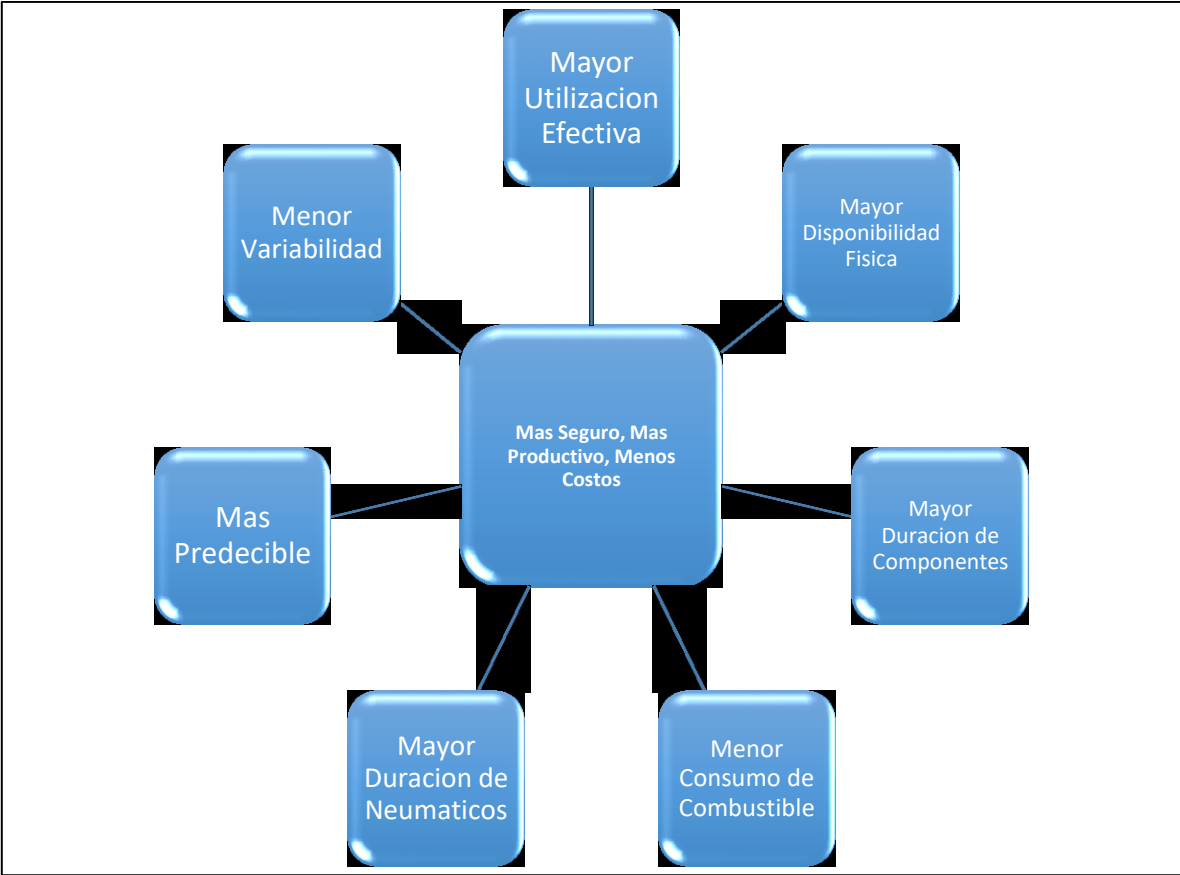 Mayor
Utilizacion
Efectiva
Menor
Variabilidad
Mayor
Disponibilidad
Fisica
Mas Seguro, Mas
Productivo, Menos
Costos
Mas
Predecible
Mayor
Duracion de
Componentes
Mayor
Duracion de
Neumaticos
Menor
Consumo de
Combustible